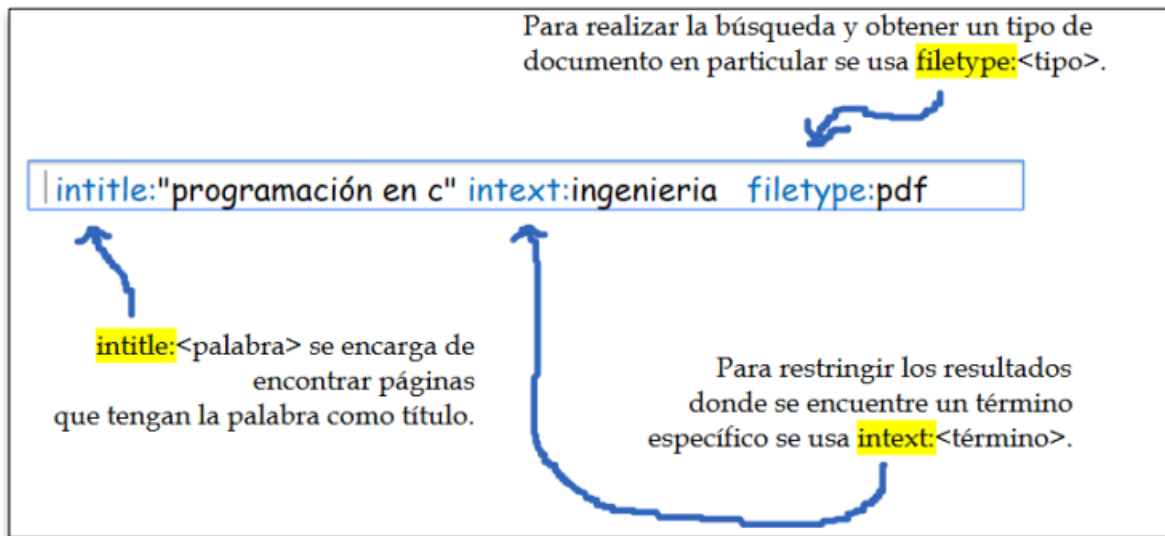 Para realizar la búsqueda y obtener un tipo de
documento en particular se usa filetype:<tipo>.
intitle:"programación en c" intext:ingenieria filetype:pdf
intitle:<palabra> se encarga de
encontrar páginas
que tengan la palabra como título.
Para restringir los resultados
donde se encuentre un término
específico se usa intext:<término>.